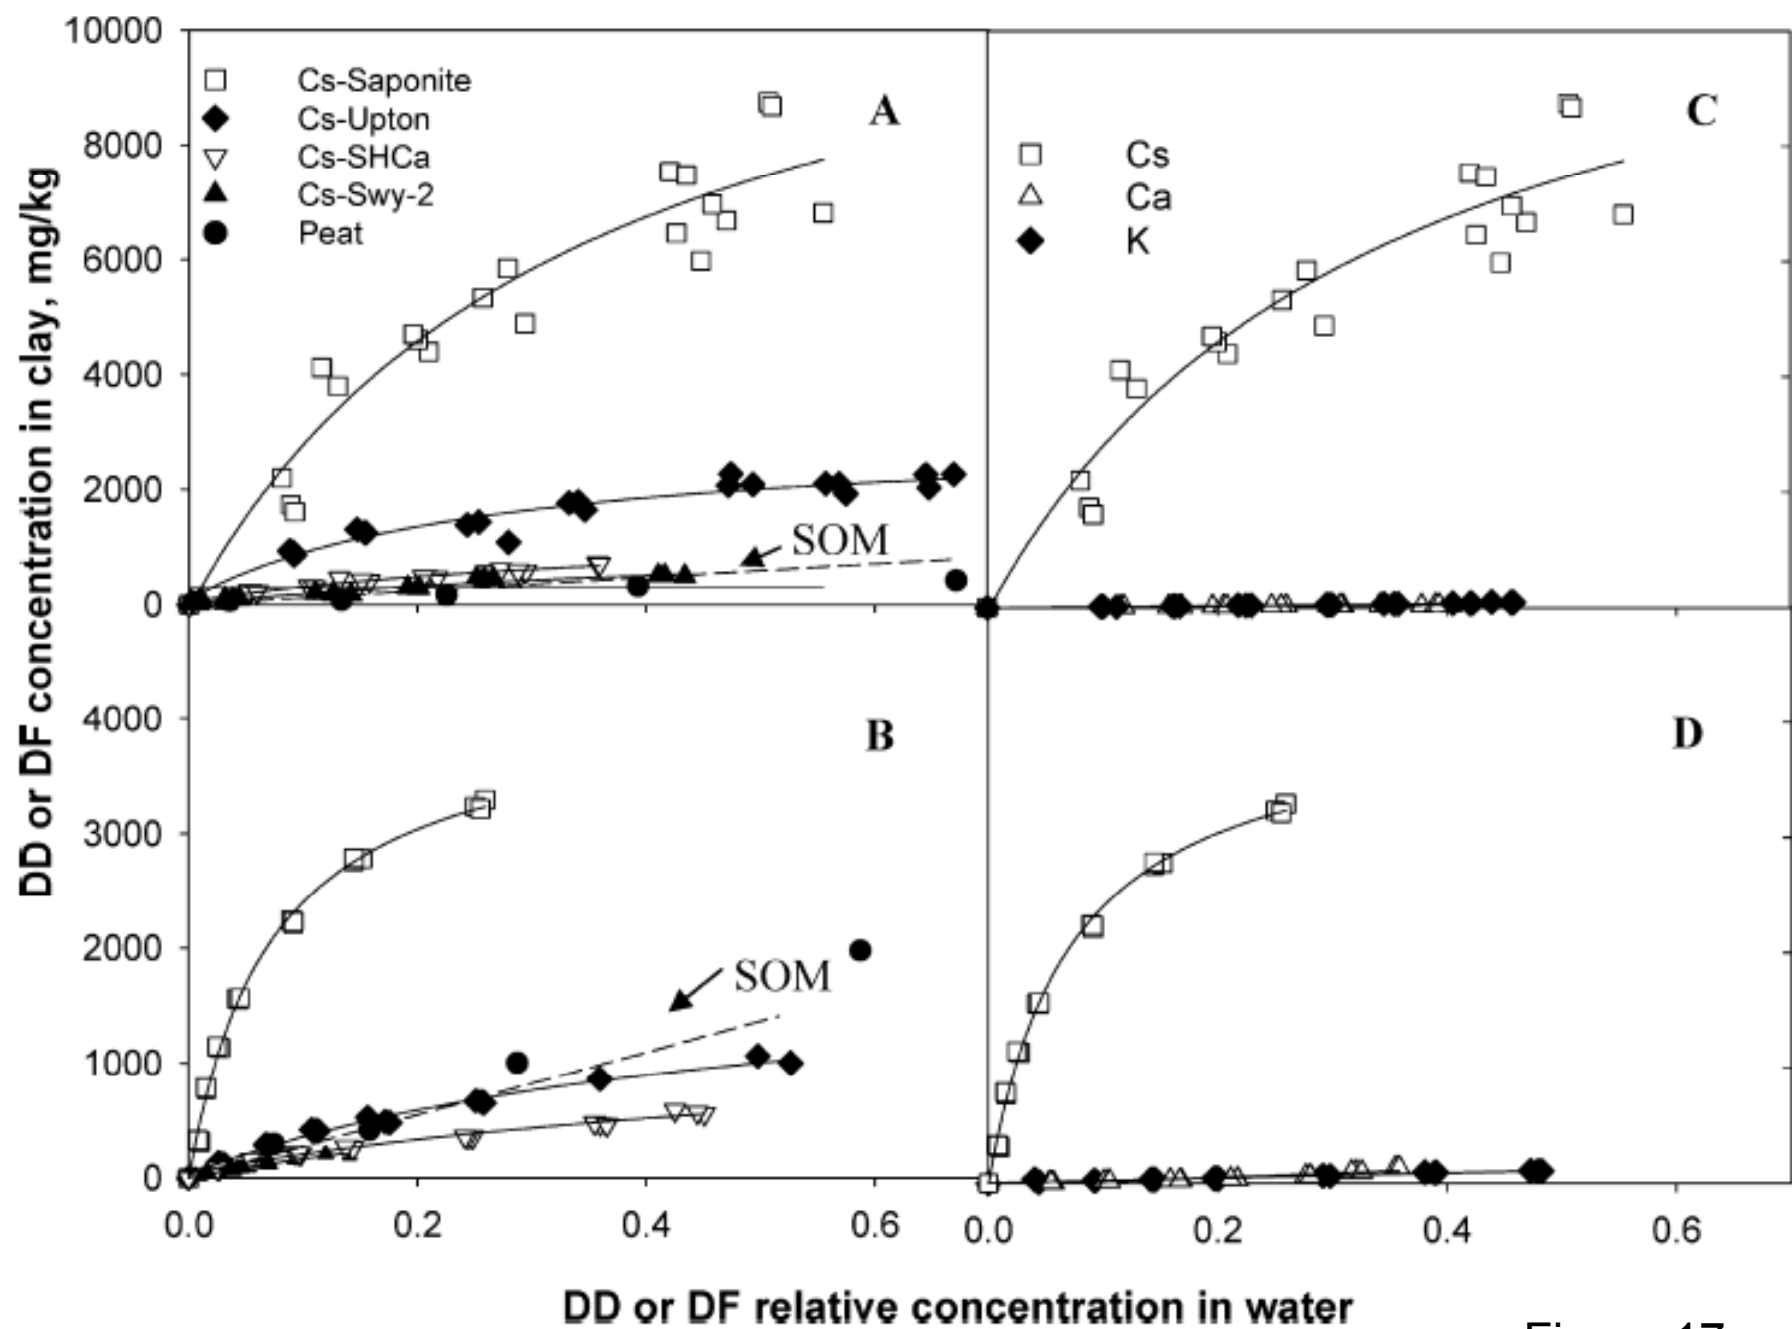 10000
8000
6000
4000
2000
0
Cs-Saponite
Cs-Upton
Cs-SHCa
Cs-Swy-2
Peat
A
SOM
C
Cs
Ca
K
4000
3000
2000
1000
0
B
SOM
D
0.0 0.2 0.4 0.6
0.0 0.2 0.4 0.6
DD or DF concentration in clay, mg/kg
DD or DF relative concentration in water